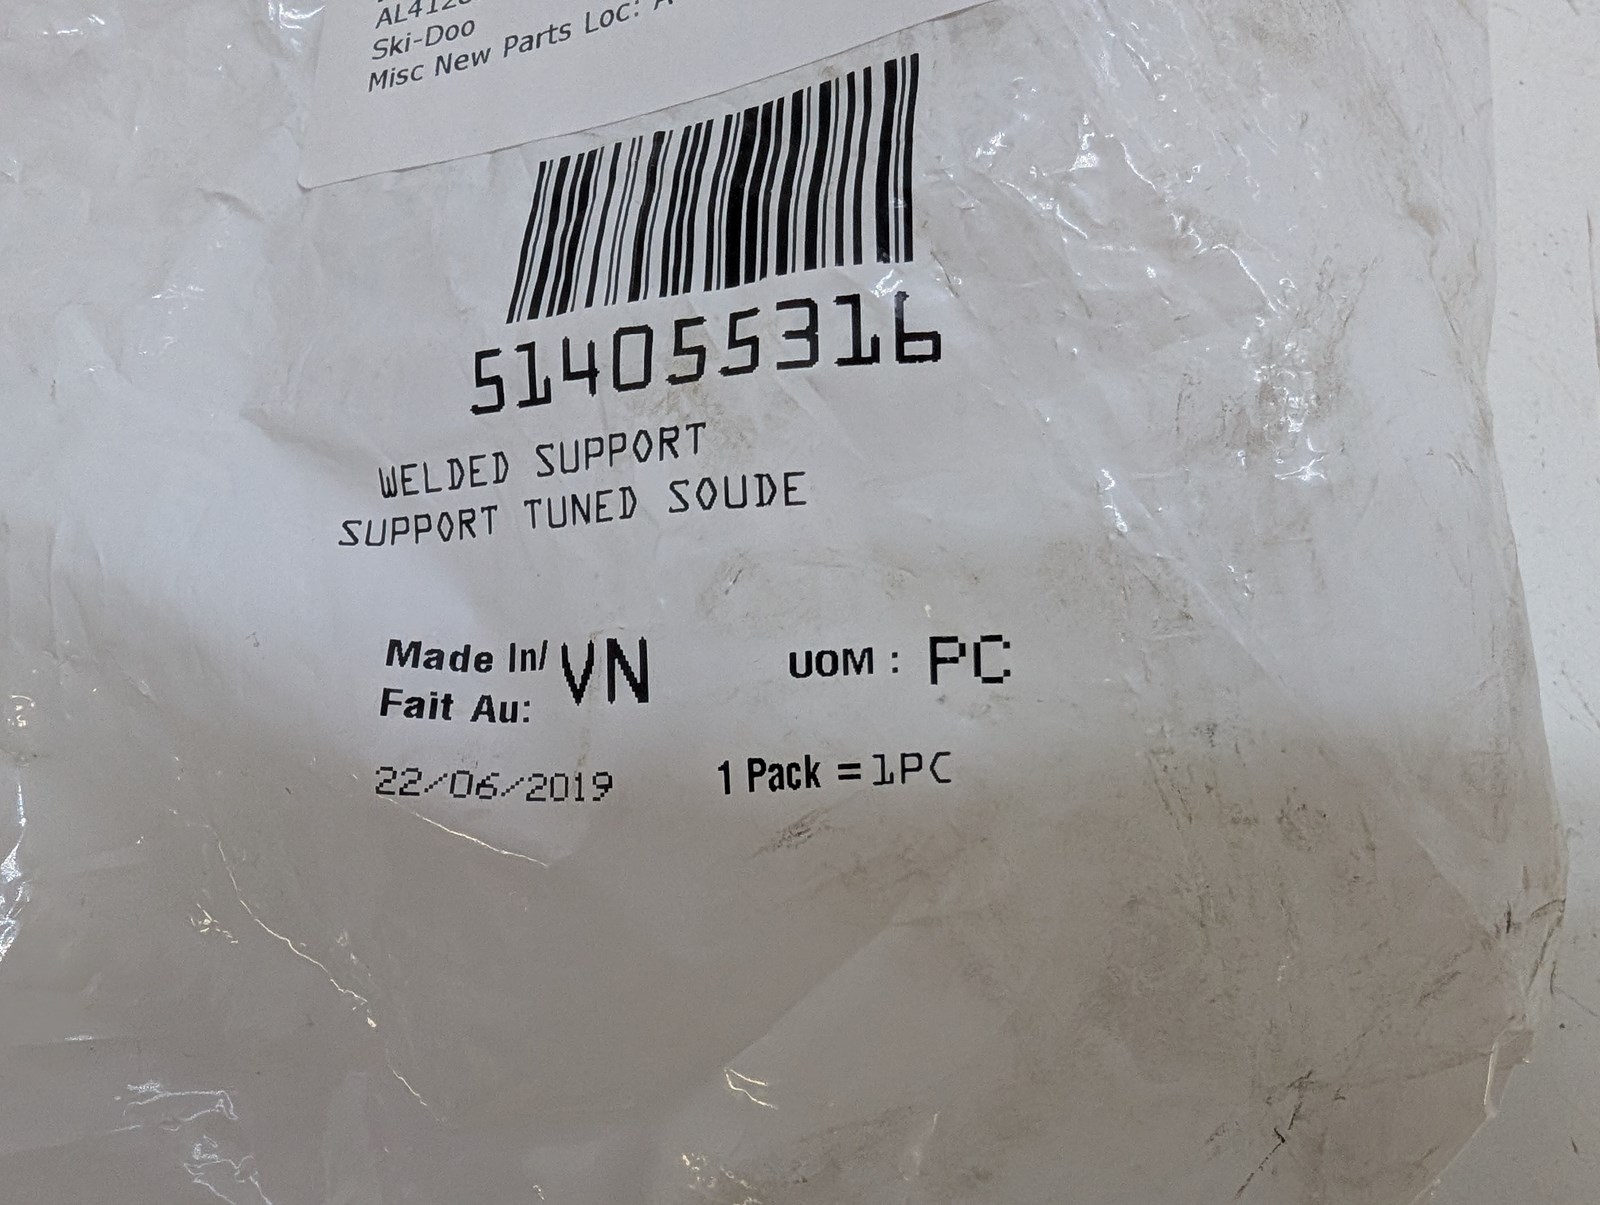 Ski-Doo
Misc New Parts Loc:
514055316
WELDED SUPPORT
SUPPORT TUNED SOUDE
Made In/ VN
Fait Au:
UOM : PC
22/06/2019
1 Pack = 1PC